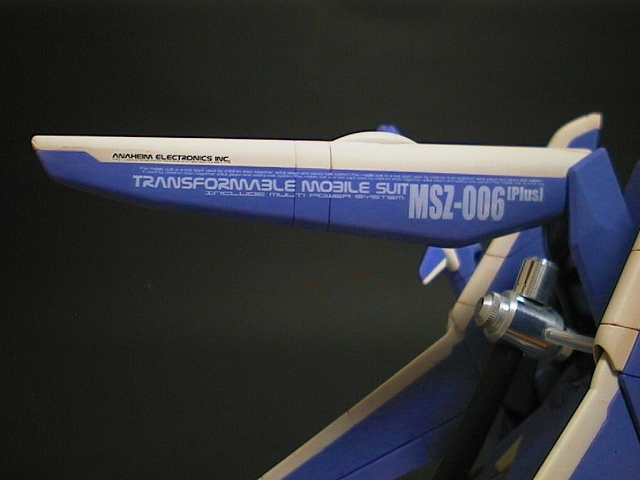 ANAHEIM ELECTRONICS INC.
TRANSFORMABLE MOBILE SUIT
INCLUDE MULTI POWER SYSTEM
MSZ-006 [Plus]